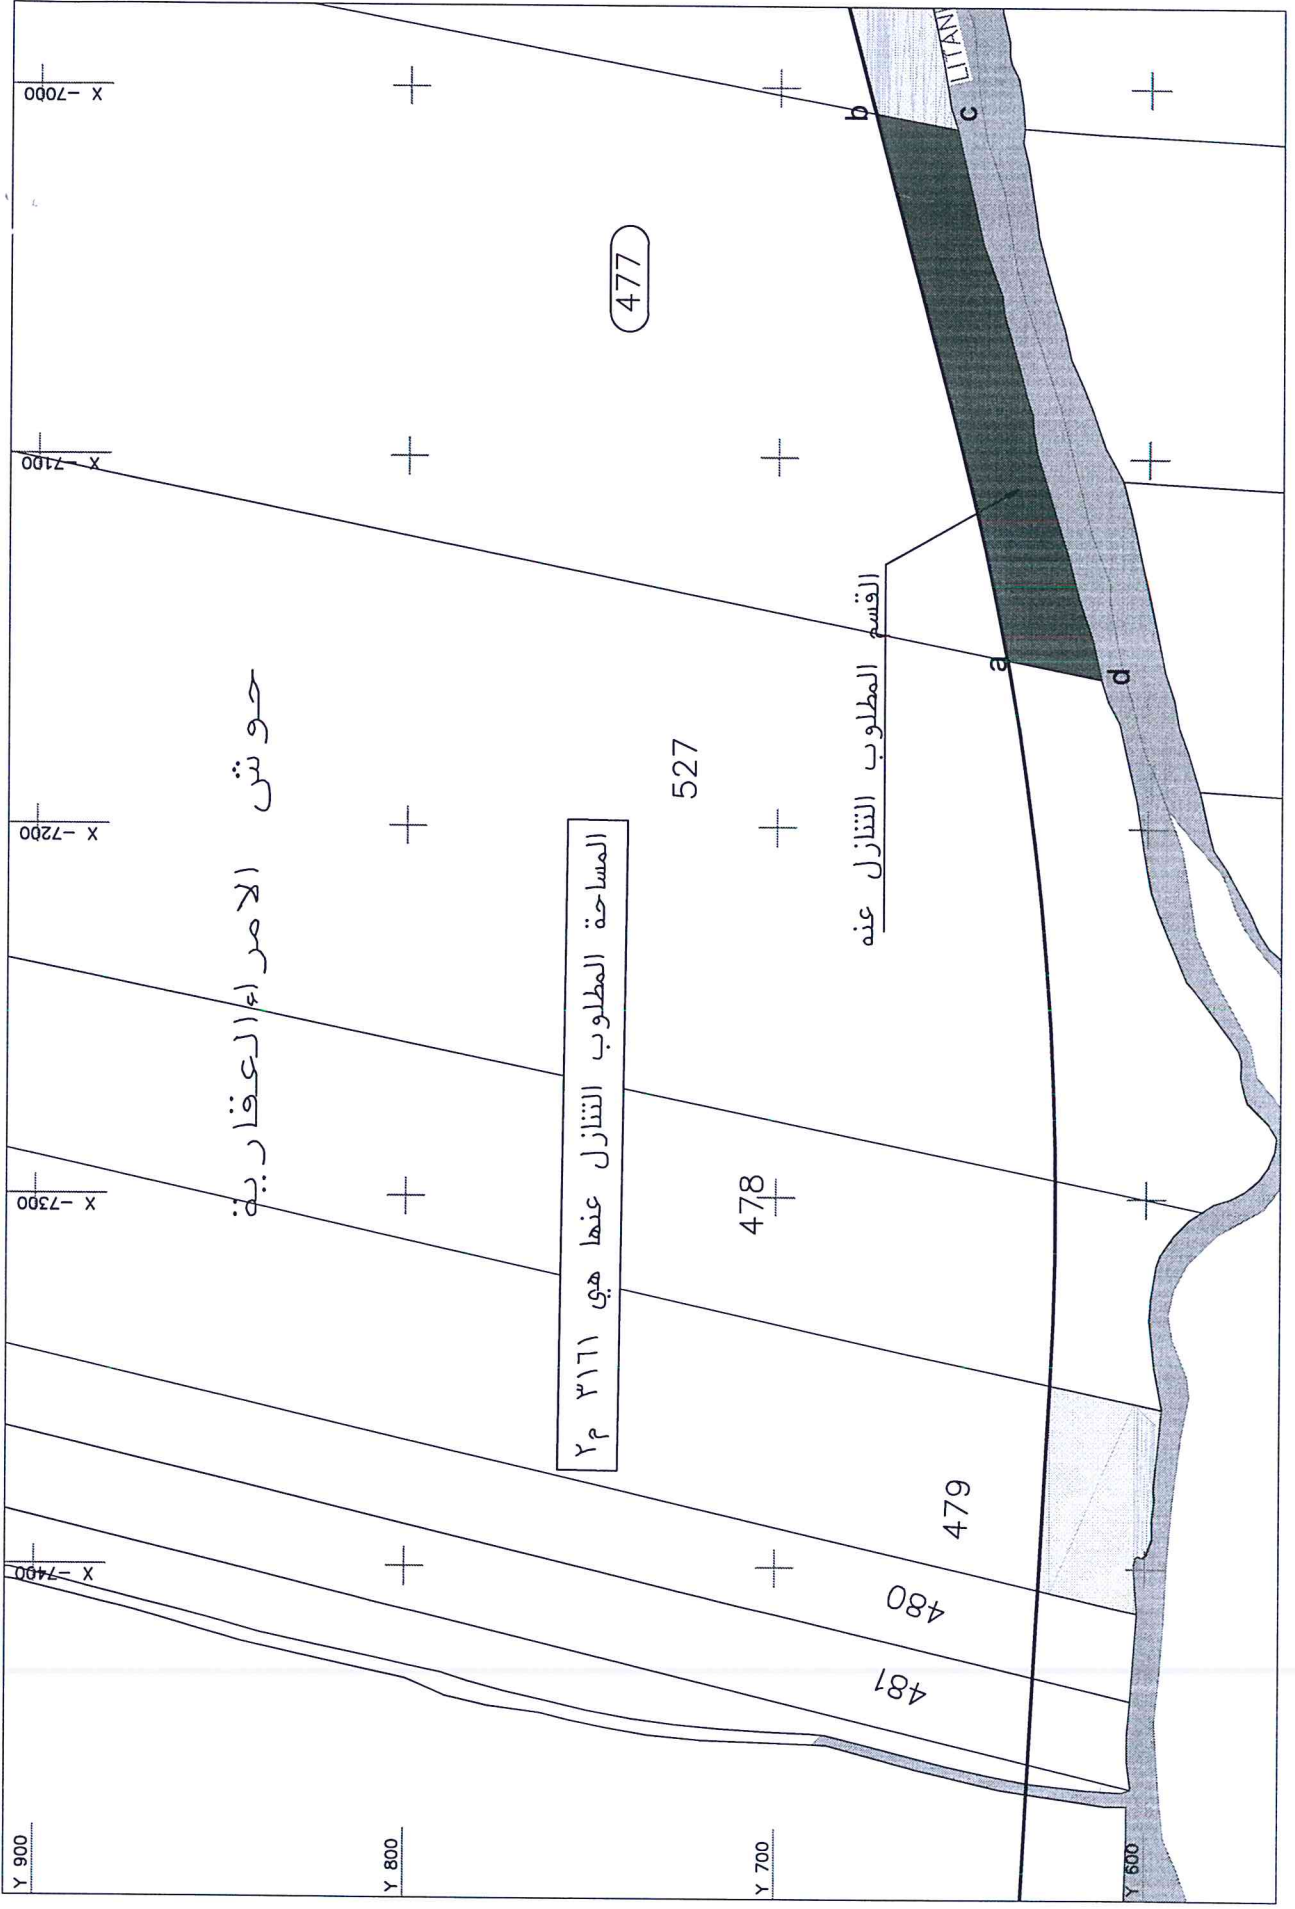 حوش الامراء العقارية
477
527
478
479
480
481
المساحة المطلوب التنازل عنها هي ٣١٦١ م٢
القسم المطلوب التنازل عنه
a
b
c
d
LITANI
X -7000
X -7100
X -7200
X -7300
X -7400
Y 900
Y 800
Y 700
Y 600